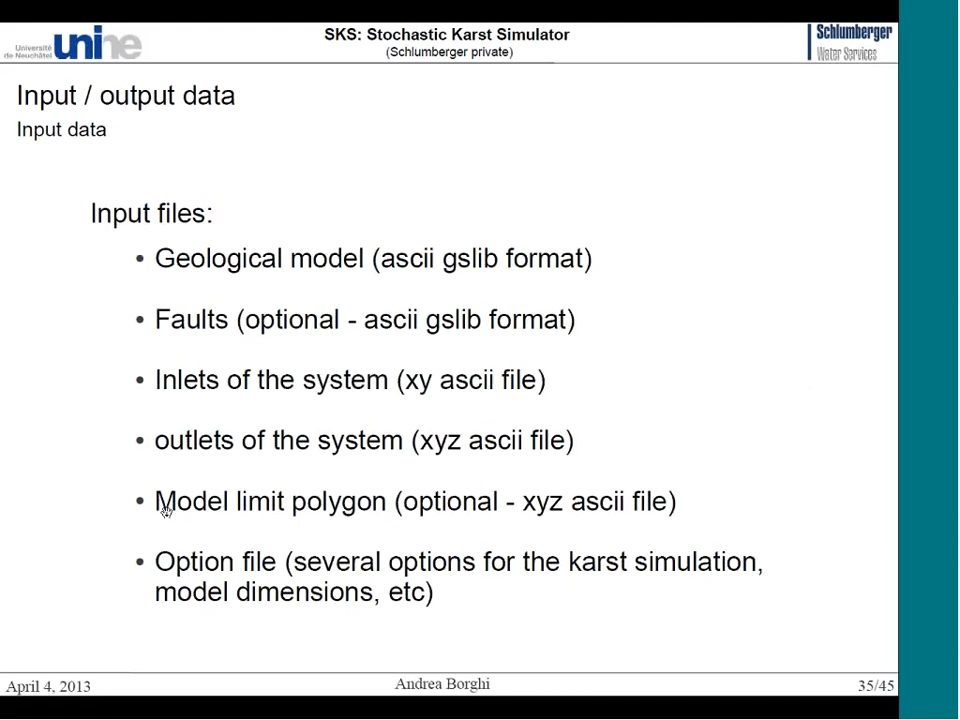 Université
de Neuchâtel
unine
SKS: Stochastic Karst Simulator
(Schlumberger private)
Schlumberger
Water Services
Input / output data
Input data
Input files:
• Geological model (ascii gslib format)
• Faults (optional - ascii gslib format)
• Inlets of the system (xy ascii file)
• outlets of the system (xyz ascii file)
• Model limit polygon (optional - xyz ascii file)
• Option file (several options for the karst simulation,
model dimensions, etc)
April 4, 2013
Andrea Borghi
35/45